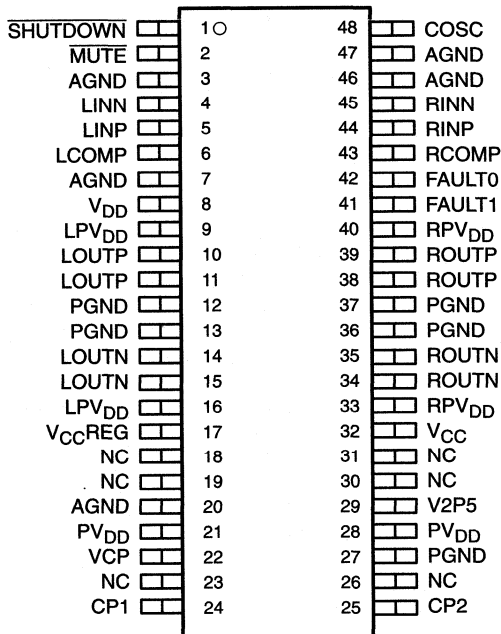 SHUTDOWN 1 48 COSC
MUTE 2 47 AGND
AGND 3 46 AGND
LINN 4 45 RINN
LINP 5 44 RINP
LCOMP 6 43 RCOMP
AGND 7 42 FAULT0
VDD 8 41 FAULT1
LPVDD 9 40 RPVDD
LOUTP 10 39 ROUTP
LOUTP 11 38 ROUTP
PGND 12 37 PGND
PGND 13 36 PGND
LOUTN 14 35 ROUTN
LOUTN 15 34 ROUTN
LPVDD 16 33 RPVDD
VCCREG 17 32 VCC
NC 18 31 NC
NC 19 30 NC
AGND 20 29 V2P5
PVDD 21 28 PVDD
VCP 22 27 PGND
NC 23 26 NC
CP1 24 25 CP2